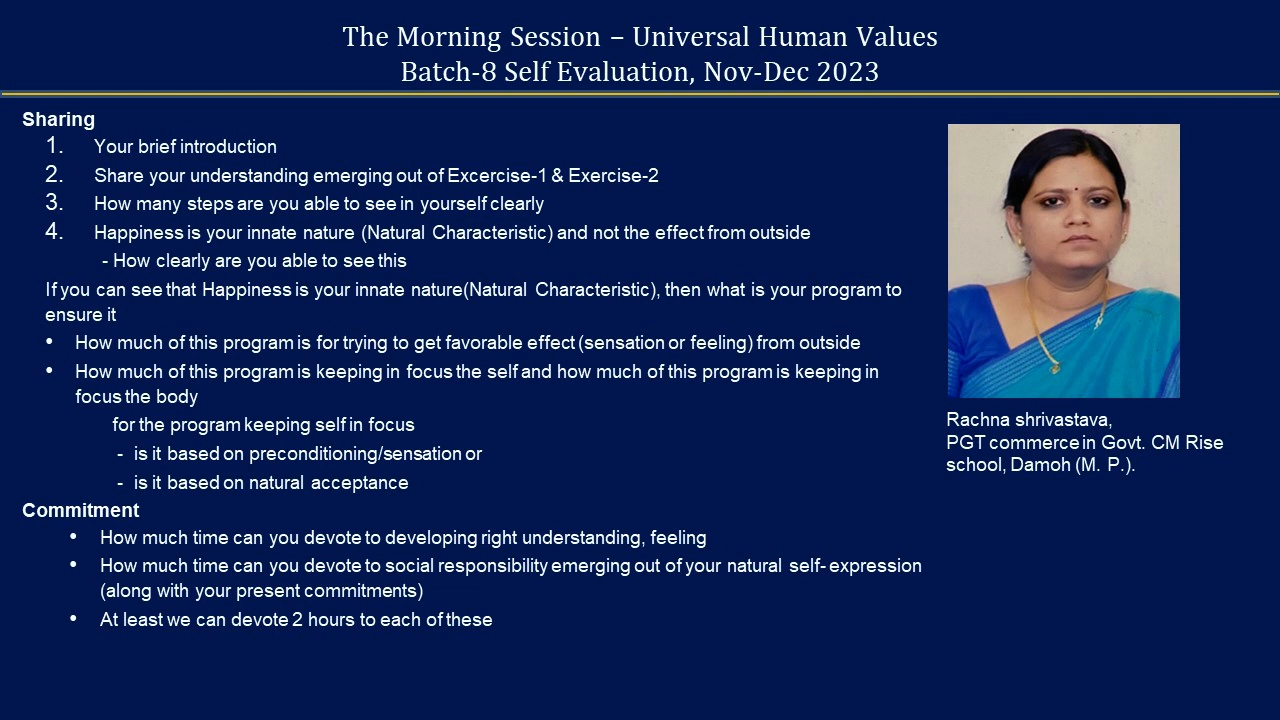 The Morning Session – Universal Human Values
Batch-8 Self Evaluation, Nov-Dec 2023
Sharing
1. Your brief introduction
2. Share your understanding emerging out of Excercise-1 & Exercise-2
3. How many steps are you able to see in yourself clearly
4. Happiness is your innate nature (Natural Characteristic) and not the effect from outside
- How clearly are you able to see this
If you can see that Happiness is your innate nature(Natural Characteristic), then what is your program to
ensure it
• How much of this program is for trying to get favorable effect (sensation or feeling) from outside
• How much of this program is keeping in focus the self and how much of this program is keeping in
focus the body
for the program keeping self in focus
- is it based on preconditioning/sensation or
- is it based on natural acceptance
Commitment
• How much time can you devote to developing right understanding, feeling
• How much time can you devote to social responsibility emerging out of your natural self-expression
(along with your present commitments)
• At least we can devote 2 hours to each of these
Rachna shrivastava,
PGT commerce in Govt. CM Rise
school, Damoh (M. P.).